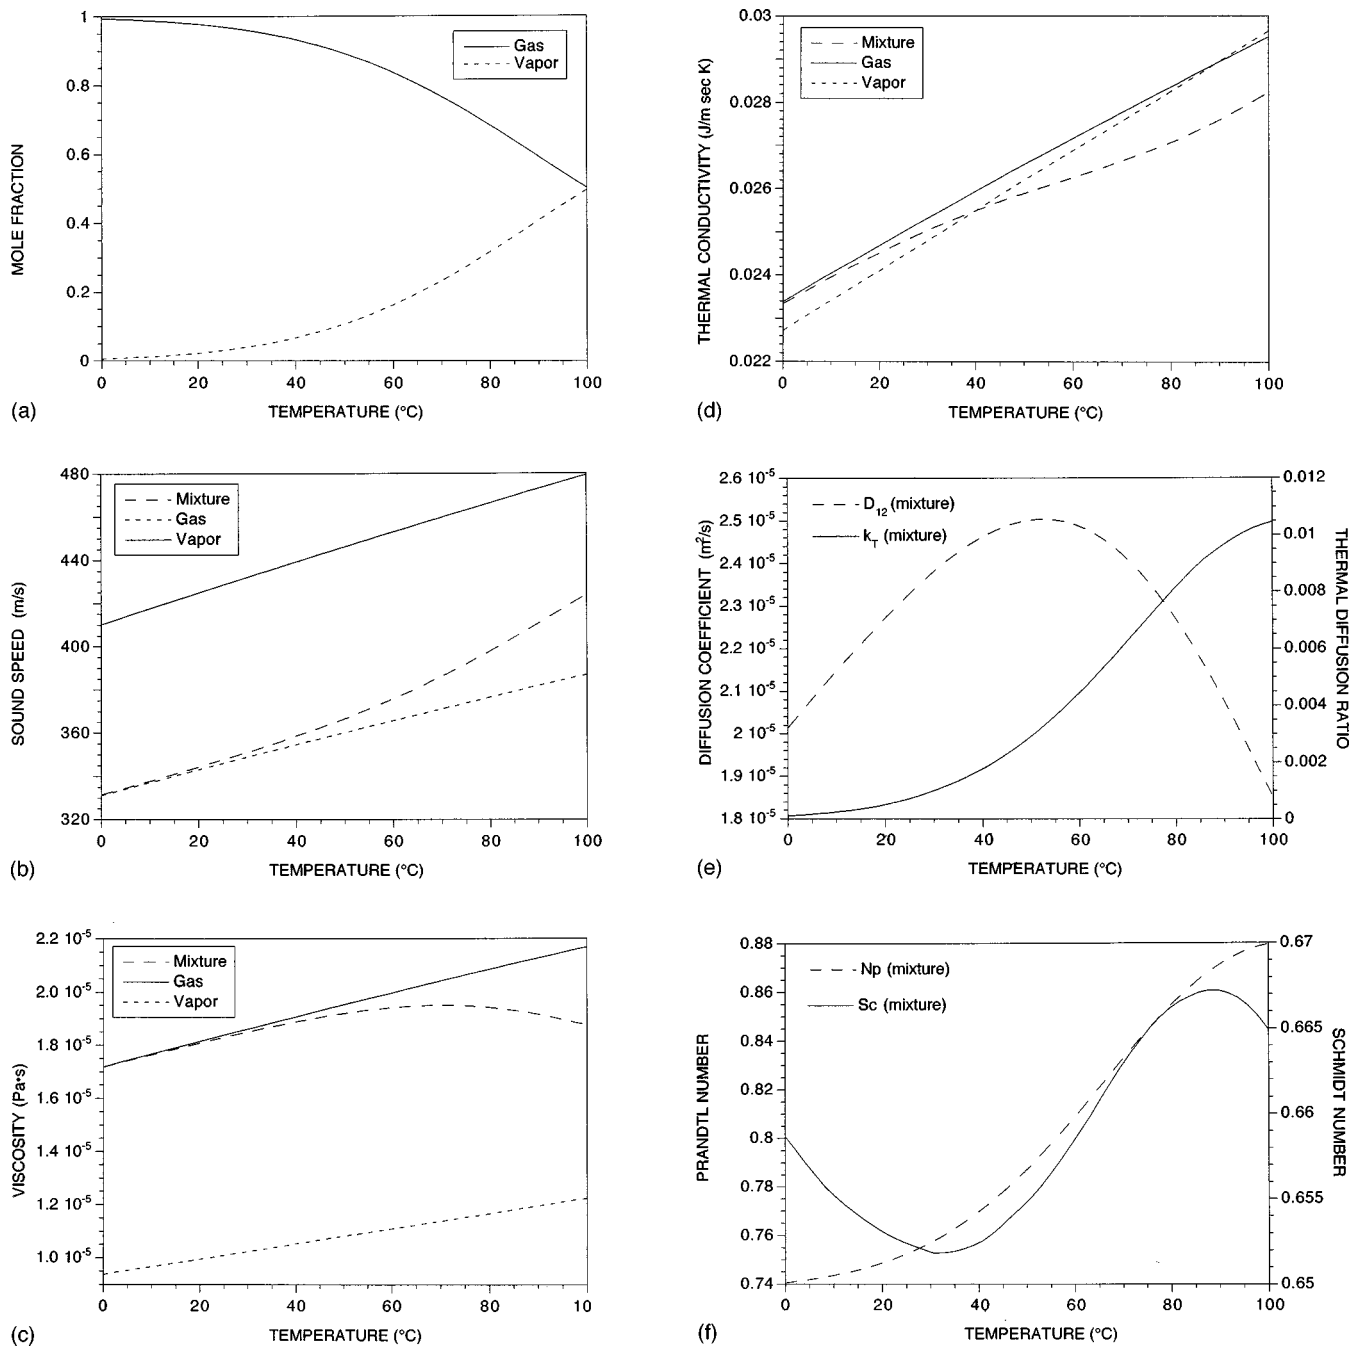 MOLE FRACTION
1
0.8
0.6
0.4
0.2
0
Gas
Vapor
0 20 40 60 80 100
TEMPERATURE (°C)
(a)
THERMAL CONDUCTIVITY (J/m sec K)
0.03
0.028
0.026
0.024
0.022
Mixture
Gas
Vapor
0 20 40 60 80 100
TEMPERATURE (°C)
(d)
SOUND SPEED (m/s)
480
440
400
360
320
Mixture
Gas
Vapor
0 20 40 60 80 100
TEMPERATURE (°C)
(b)
DIFFUSION COEFFICIENT (m²/s)
2.6 10⁻⁵
2.5 10⁻⁵
2.4 10⁻⁵
2.3 10⁻⁵
2.2 10⁻⁵
2.1 10⁻⁵
2 10⁻⁵
1.9 10⁻⁵
1.8 10⁻⁵
D₁₂ (mixture)
k_T (mixture)
0.012
0.01
0.008
0.006
0.004
0.002
0
THERMAL DIFFUSION RATIO
0 20 40 60 80 100
TEMPERATURE (°C)
(e)
VISCOSITY (Pa•s)
2.2 10⁻⁵
2.0 10⁻⁵
1.8 10⁻⁵
1.6 10⁻⁵
1.4 10⁻⁵
1.2 10⁻⁵
1.0 10⁻⁵
Mixture
Gas
Vapor
0 20 40 60 80 10
TEMPERATURE (°C)
(c)
PRANDTL NUMBER
0.88
0.86
0.84
0.82
0.8
0.78
0.76
0.74
Np (mixture)
Sc (mixture)
0.67
0.665
0.66
0.655
0.65
SCHMIDT NUMBER
0 20 40 60 80 100
TEMPERATURE (°C)
(f)